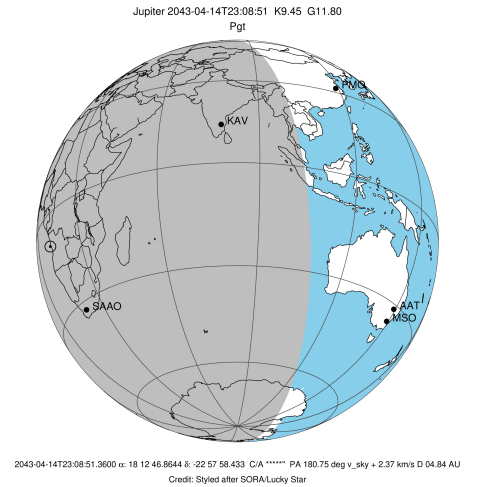 Jupiter 2043-04-14T23:08:51 K9.45 G11.80
Pgt
PMO
KAV
SAAO
AAT
MSO
2043-04-14T23:08:51.3600 α: 18 12 46.8644 δ: -22 57 58.433 C/A *****" PA 180.75 deg v_sky + 2.37 km/s D 04.84 AU
Credit: Styled after SORA/Lucky Star